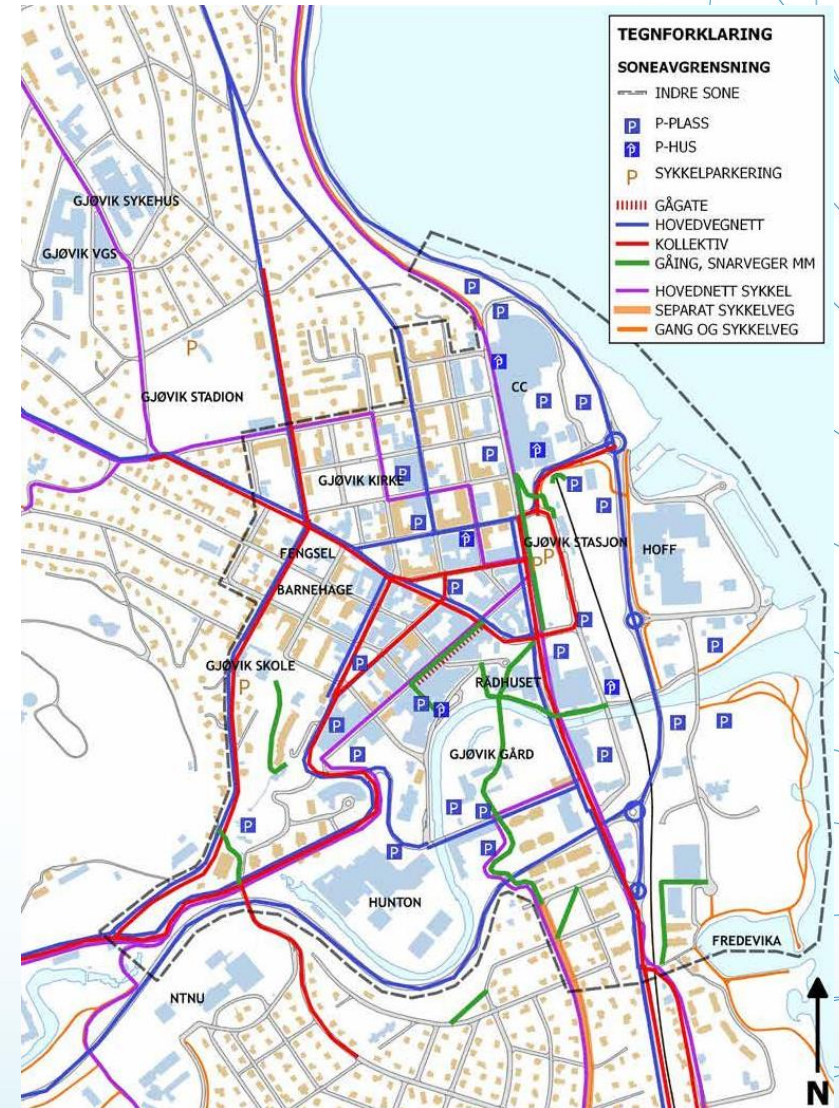 TEGNFORKLARING
SONEAVGRENSNING
INDRE SONE
P P-PLASS
P P-HUS
P SYKKELPARKERING
GÅGATE
HOVEDVEGNETT
KOLLEKTIV
GÅING, SNARVEGER MM
HOVEDNETT SYKKEL
SEPARAT SYKKELVEG
GANG OG SYKKELVEG
GJØVIK SYKEHUS
GJØVIK VGS
GJØVIK STADION
CC
GJØVIK KIRKE
FENGSEL
GJØVIK STASJON
HOFF
BARNEHAGE
GJØVIK SKOLE
RÅDHUSET
GJØVIK GÅRD
HUNTON
FREDEVIKA
NTNU
N